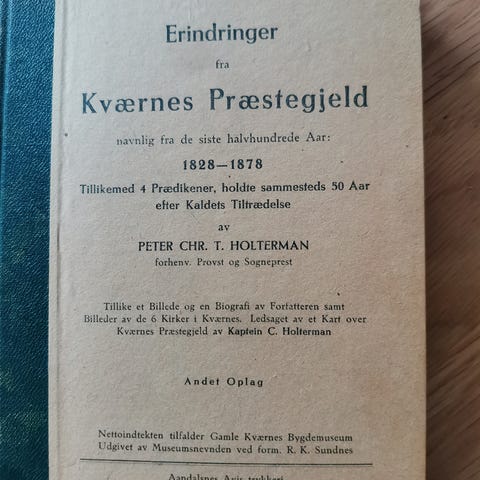 Erindringer
fra
Kværnes Præstegjeld
navnlig fra de siste halvhundrede Aar:
1828—1878
Tillikemed 4 Prædikener, holdte sammesteds 50 Aar
efter Kaldets Tiltrædelse
av
PETER CHR. T. HOLTERMAN
forhenv. Provst og Sogneprest
Tillike et Billede og en Biografi av Forfatteren samt
Billeder av de 6 Kirker i Kværnes. Ledsaget av et Kart over
Kværnes Præstegjeld av Kaptein C. Holterman
Andet Oplag
Nettoindtekten tilfalder Gamle Kværnes Bygdemuseum
Udgivet av Museumsnevnden ved form. R. K. Sundnes
Aandalsnes Avis trykkeri